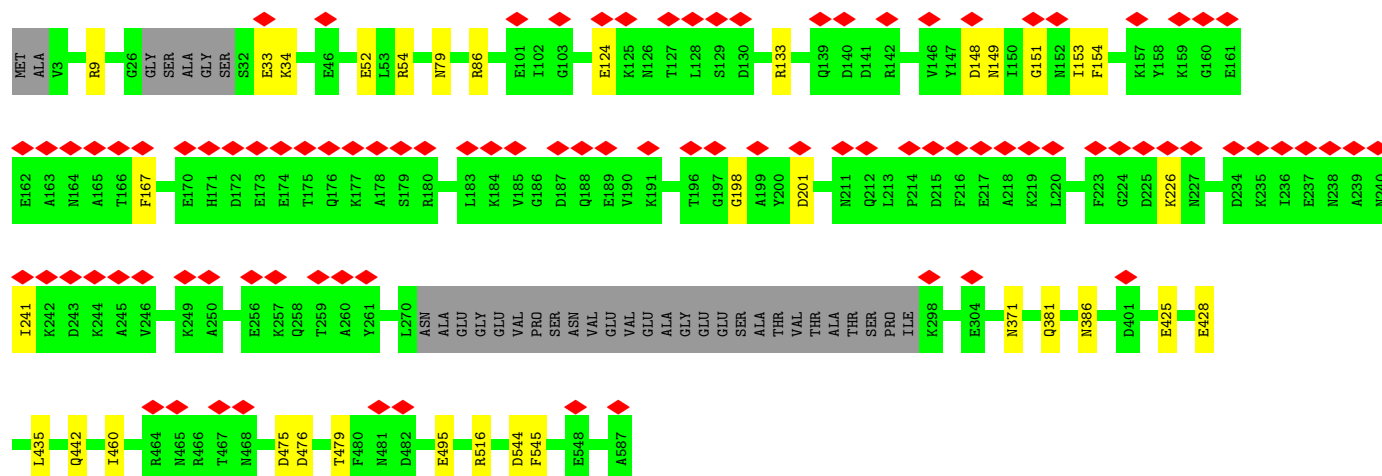 MET ALA V3 R9 G26 GLY SER ALA GLY SER S32 E33 K34 E46 E52 L53 R54 N79 R86 E101 I102 G103 E124 K125 N126 T127 L128 S129 D130 R133 Q139 D140 D141 R142 V146 Y147 D148 N149 I150 G151 N152 I153 F154 K157 Y158 K159 G160 E161
E162 A163 N164 A165 T166 F167 E170 H171 D172 E173 E174 T175 Q176 K177 A178 S179 R180 L183 K184 V185 G186 D187 Q188 E189 V190 K191 T196 G197 G198 A199 Y200 D201 N211 Q212 L213 P214 D215 F216 E217 A218 K219 L220 F223 G224 D225 K226 N227 D234 K235 I236 E237 N238 A239 N240
I241 K242 D243 K244 A245 V246 K249 A250 E256 K257 Q258 T259 A260 Y261 L270 ASN ALA GLU GLY GLU VAL PRO SER ASN VAL GLU VAL GLU ALA GLY GLU GLU SER ALA THR VAL THR ALA THR SER PRO ILE K298 E304 N371 Q381 N386 D401 E425 E428
L435 Q442 I460 R464 N465 R466 T467 N468 D475 D476 T479 F480 N481 D482 E495 R516 D544 F545 E548 A587